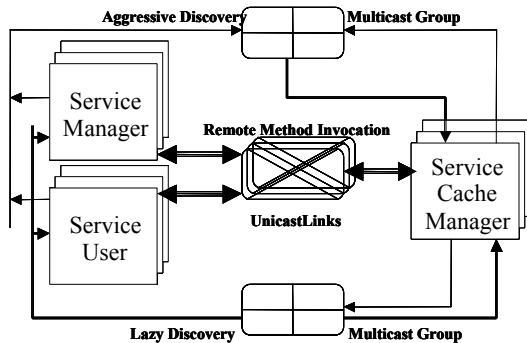 Aggressive Discovery
Multicast Group
Service
Manager
Remote Method Invocation
Service
Cache
Manager
Service
User
UnicastLinks
Lazy Discovery
Multicast Group